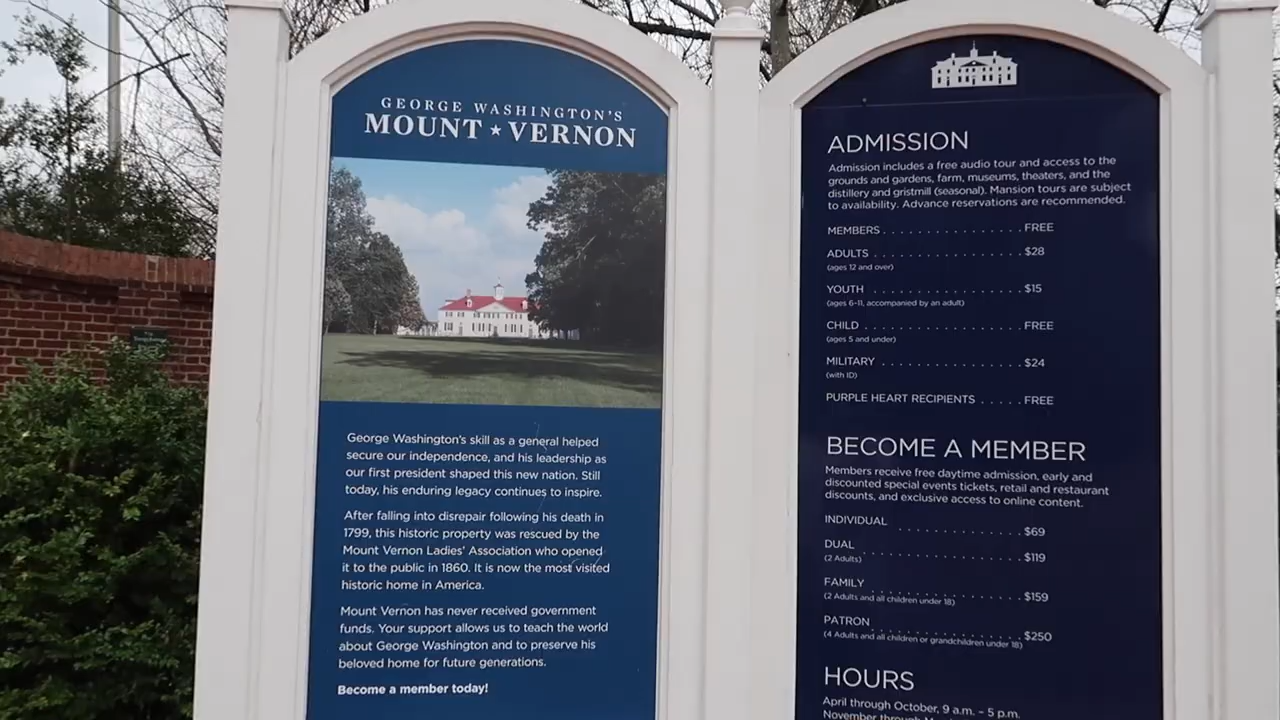 GEORGE WASHINGTON'S
MOUNT★VERNON
George Washington's skill as a general helped
secure our independence, and his leadership as
our first president shaped this new nation. Still
today, his enduring legacy continues to inspire.
After falling into disrepair following his death in
1799, this historic property was rescued by the
Mount Vernon Ladies' Association who opened
it to the public in 1860. It is now the most visited
historic home in America.
Mount Vernon has never received government
funds. Your support allows us to teach the world
about George Washington and to preserve his
beloved home for future generations.
Become a member today!
ADMISSION
Admission includes a free audio tour and access to the
grounds and gardens, farm, museums, theaters, and the
distillery and gristmill (seasonal). Mansion tours are subject
to availability. Advance reservations are recommended.
MEMBERS . . . . . . . . . . . . . . . . FREE
ADULTS . . . . . . . . . . . . . . . . . $28
(ages 12 and over)
YOUTH . . . . . . . . . . . . . . . . . $15
(ages 6-11, accompanied by an adult)
CHILD . . . . . . . . . . . . . . . . . . FREE
(ages 5 and under)
MILITARY . . . . . . . . . . . . . . . . $24
(with ID)
PURPLE HEART RECIPIENTS . . . . . FREE
BECOME A MEMBER
Members receive free daytime admission, early and
discounted special events tickets, retail and restaurant
discounts, and exclusive access to online content.
INDIVIDUAL . . . . . . . . . . . . . . $69
DUAL . . . . . . . . . . . . . . . . . . $119
(2 Adults)
FAMILY . . . . . . . . . . . . . . . . . $159
(2 Adults and all children under 18)
PATRON . . . . . . . . . . . . . . . . . $250
(4 Adults and all children or grandchildren under 18)
HOURS
April through October, 9 a.m. – 5 p.m.
November through